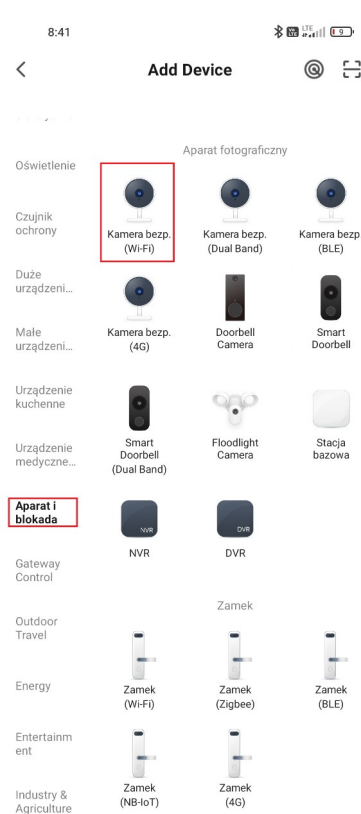 8:41
LTE
9
Add Device
Oświetlenie
Czujnik
ochrony
Duże
urządzeni...
Małe
urządzeni...
Urządzenie
kuchenne
Urządzenie
medyczne...
Aparat i
blokada
Gateway
Control
Outdoor
Travel
Energy
Entertainm
ent
Industry &
Agriculture
Aparat fotograficzny
Kamera bezp.
(Wi-Fi)
Kamera bezp.
(Dual Band)
Kamera bezp
(BLE)
Kamera bezp.
(4G)
Doorbell
Camera
Smart
Doorbell
Smart
Doorbell
(Dual Band)
Floodlight
Camera
Stacja
bazowa
NVR
NVR
DVR
DVR
Zamek
Zamek
(Wi-Fi)
Zamek
(Zigbee)
Zamek
(BLE)
Zamek
(NB-IoT)
Zamek
(4G)